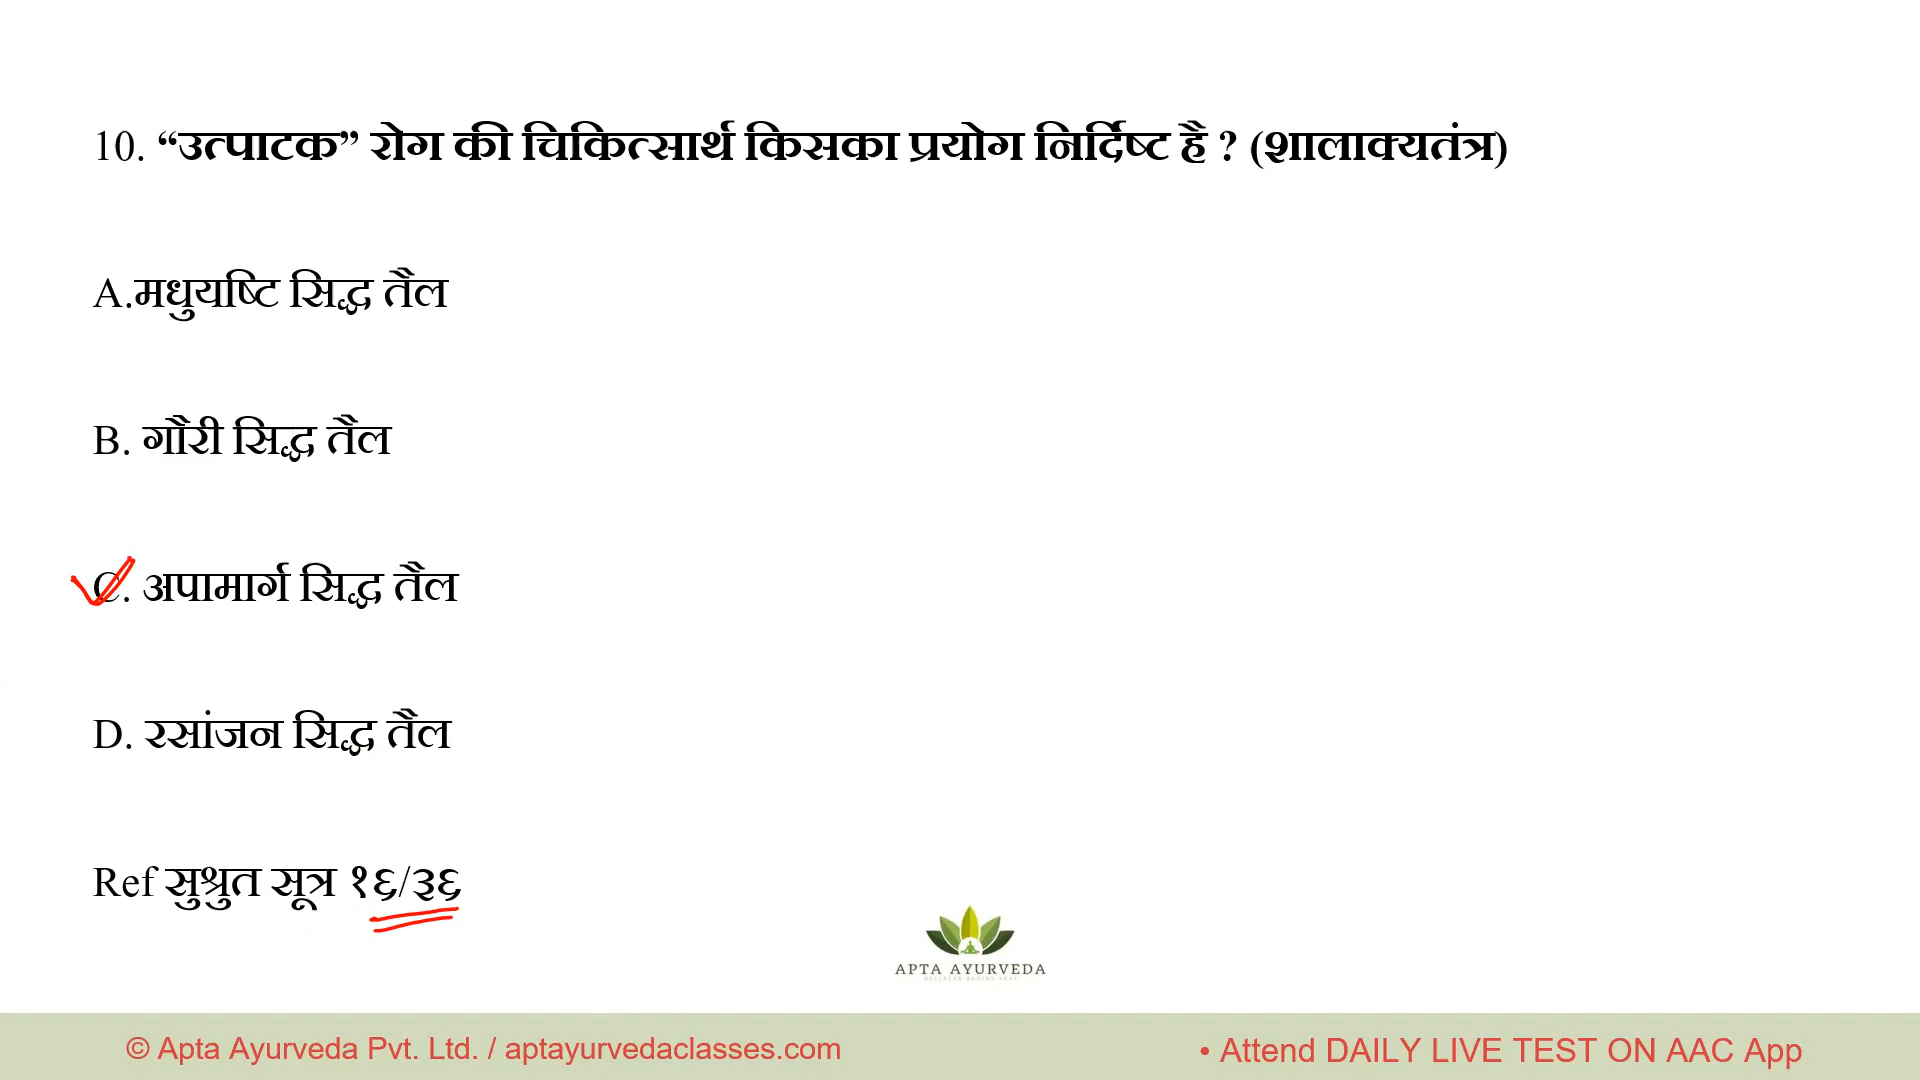 10. “उत्पाटक” रोग की चिकित्सार्थ किसका प्रयोग निर्दिष्ट है ? (शालाक्यतंत्र)
A.मधुयष्टि सिद्ध तैल
B. गौरी सिद्ध तैल
C. अपामार्ग सिद्ध तैल
D. रसांजन सिद्ध तैल
Ref सुश्रुत सूत्र १६/३६
APTA AYURVEDA
© Apta Ayurveda Pvt. Ltd. / aptayurvedaclasses.com
• Attend DAILY LIVE TEST ON AAC App